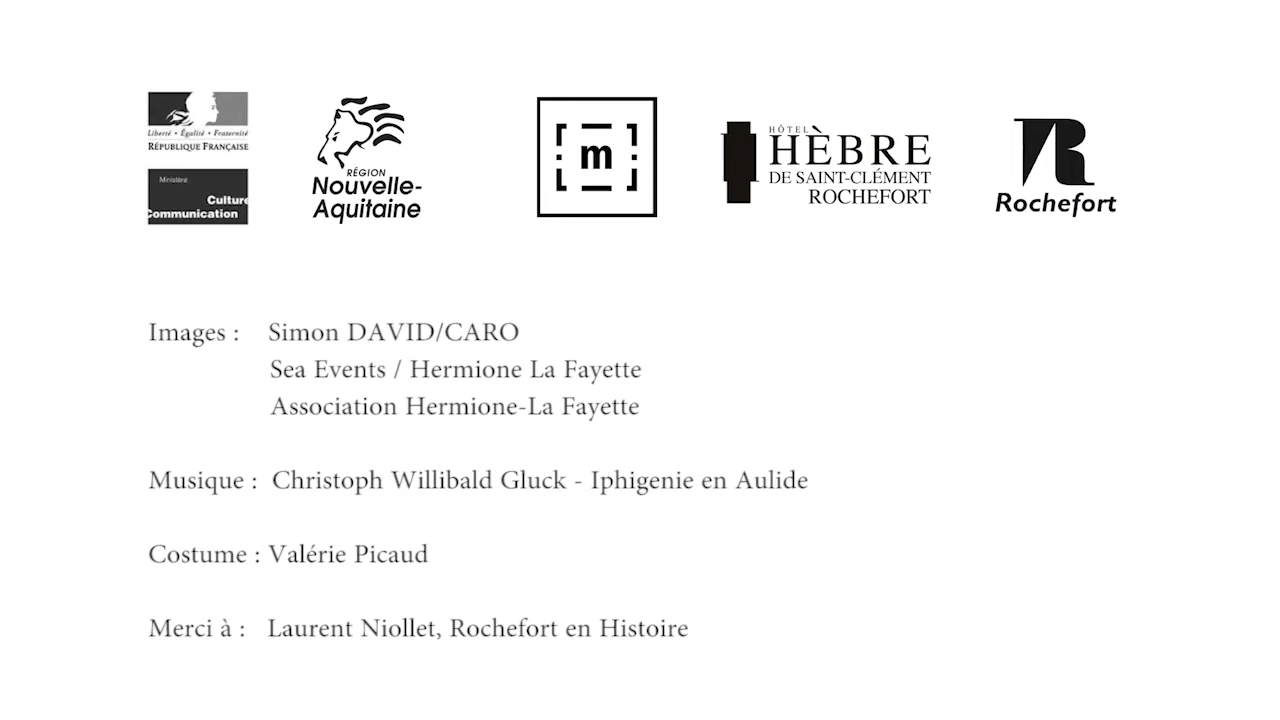 Liberté • Égalité • Fraternité
RÉPUBLIQUE FRANÇAISE
Ministère
Culture
Communication
RÉGION
Nouvelle-
Aquitaine
m
HÔTEL
HÈBRE
DE SAINT-CLÉMENT
ROCHEFORT
R
Rochefort
Images : Simon DAVID/CARO
Sea Events / Hermione La Fayette
Association Hermione-La Fayette
Musique : Christoph Willibald Gluck - Iphigenie en Aulide
Costume : Valérie Picaud
Merci à : Laurent Niollet, Rochefort en Histoire